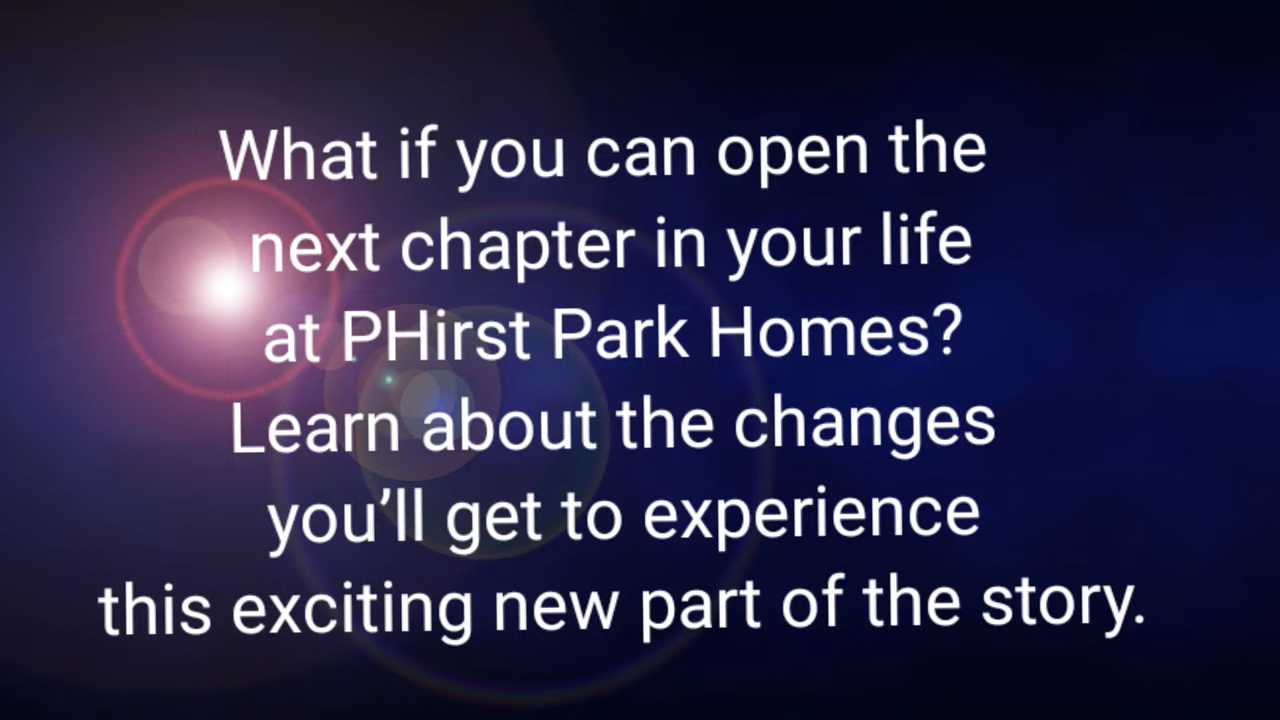 What if you can open the
next chapter in your life
at PHirst Park Homes?
Learn about the changes
you’ll get to experience
this exciting new part of the story.